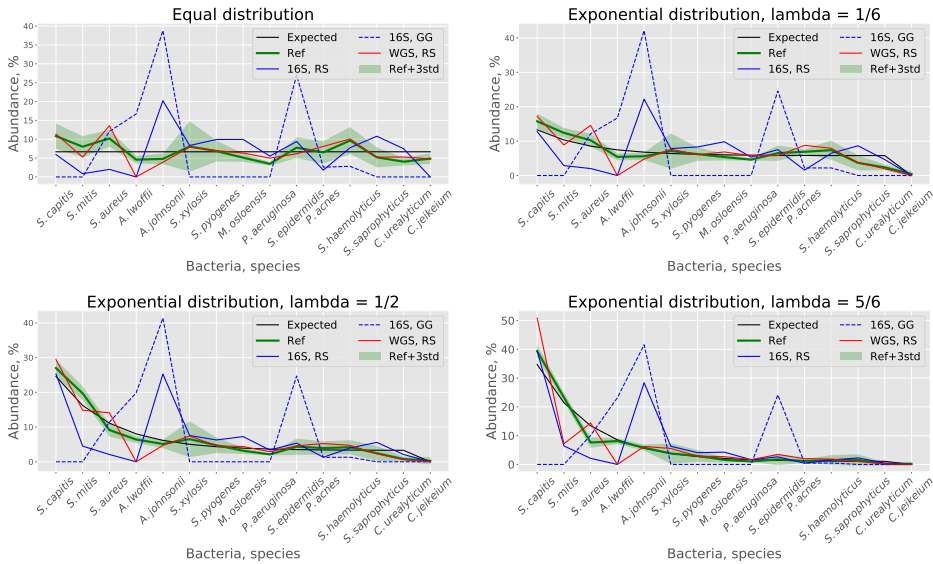 Equal distribution
Abundance, %
40
35
30
25
20
15
10
5
0
Expected
Ref
16S, RS
16S, GG
WGS, RS
Ref+3std
S. capitis
S. mitis
S. aureus
A. lwoffii
A. johnsonii
S. xylosis
S. pyogenes
M. osloensis
P. aeruginosa
S. epidermidis
P. acnes
S. haemolyticus
S. saprophyticus
C. urealyticum
C. jeikeium
Bacteria, species
Exponential distribution, lambda = 1/6
Abundance, %
40
30
20
10
0
Expected
Ref
16S, RS
16S, GG
WGS, RS
Ref+3std
S. capitis
S. mitis
S. aureus
A. lwoffii
A. johnsonii
S. xylosis
S. pyogenes
M. osloensis
P. aeruginosa
S. epidermidis
P. acnes
S. haemolyticus
S. saprophyticus
C. urealyticum
C. jeikeium
Bacteria, species
Exponential distribution, lambda = 1/2
Abundance, %
40
30
20
10
0
Expected
Ref
16S, RS
16S, GG
WGS, RS
Ref+3std
S. capitis
S. mitis
S. aureus
A. lwoffii
A. johnsonii
S. xylosis
S. pyogenes
M. osloensis
P. aeruginosa
S. epidermidis
P. acnes
S. haemolyticus
S. saprophyticus
C. urealyticum
C. jeikeium
Bacteria, species
Exponential distribution, lambda = 5/6
Abundance, %
50
40
30
20
10
0
Expected
Ref
16S, RS
16S, GG
WGS, RS
Ref+3std
S. capitis
S. mitis
S. aureus
A. lwoffii
A. johnsonii
S. xylosis
S. pyogenes
M. osloensis
P. aeruginosa
S. epidermidis
P. acnes
S. haemolyticus
S. saprophyticus
C. urealyticum
C. jeikeium
Bacteria, species